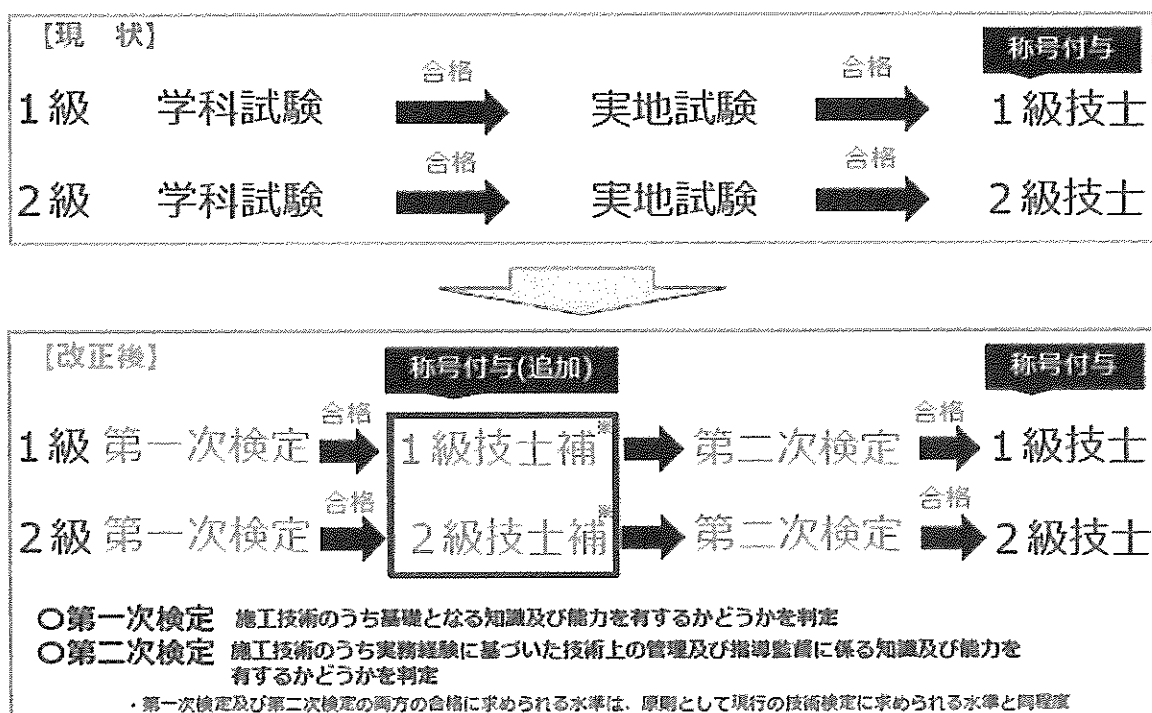 【現 状】
称号付与
合格 合格
1級 学科試験 実地試験 1級技士
合格 合格
2級 学科試験 実地試験 2級技士
【改正後】
称号付与(追加) 称号付与
合格 合格
1級 第一次検定 1級技士補※ 第二次検定 1級技士
合格 合格
2級 第一次検定 2級技士補※ 第二次検定 2級技士
○第一次検定 施工技術のうち基礎となる知識及び能力を有するかどうかを判定
○第二次検定 施工技術のうち実務経験に基づいた技術上の管理及び指導監督に係る知識及び能力を
有するかどうかを判定
・第一次検定及び第二次検定の両方の合格に求められる水準は、原則として現行の技術検定に求められる水準と同程度